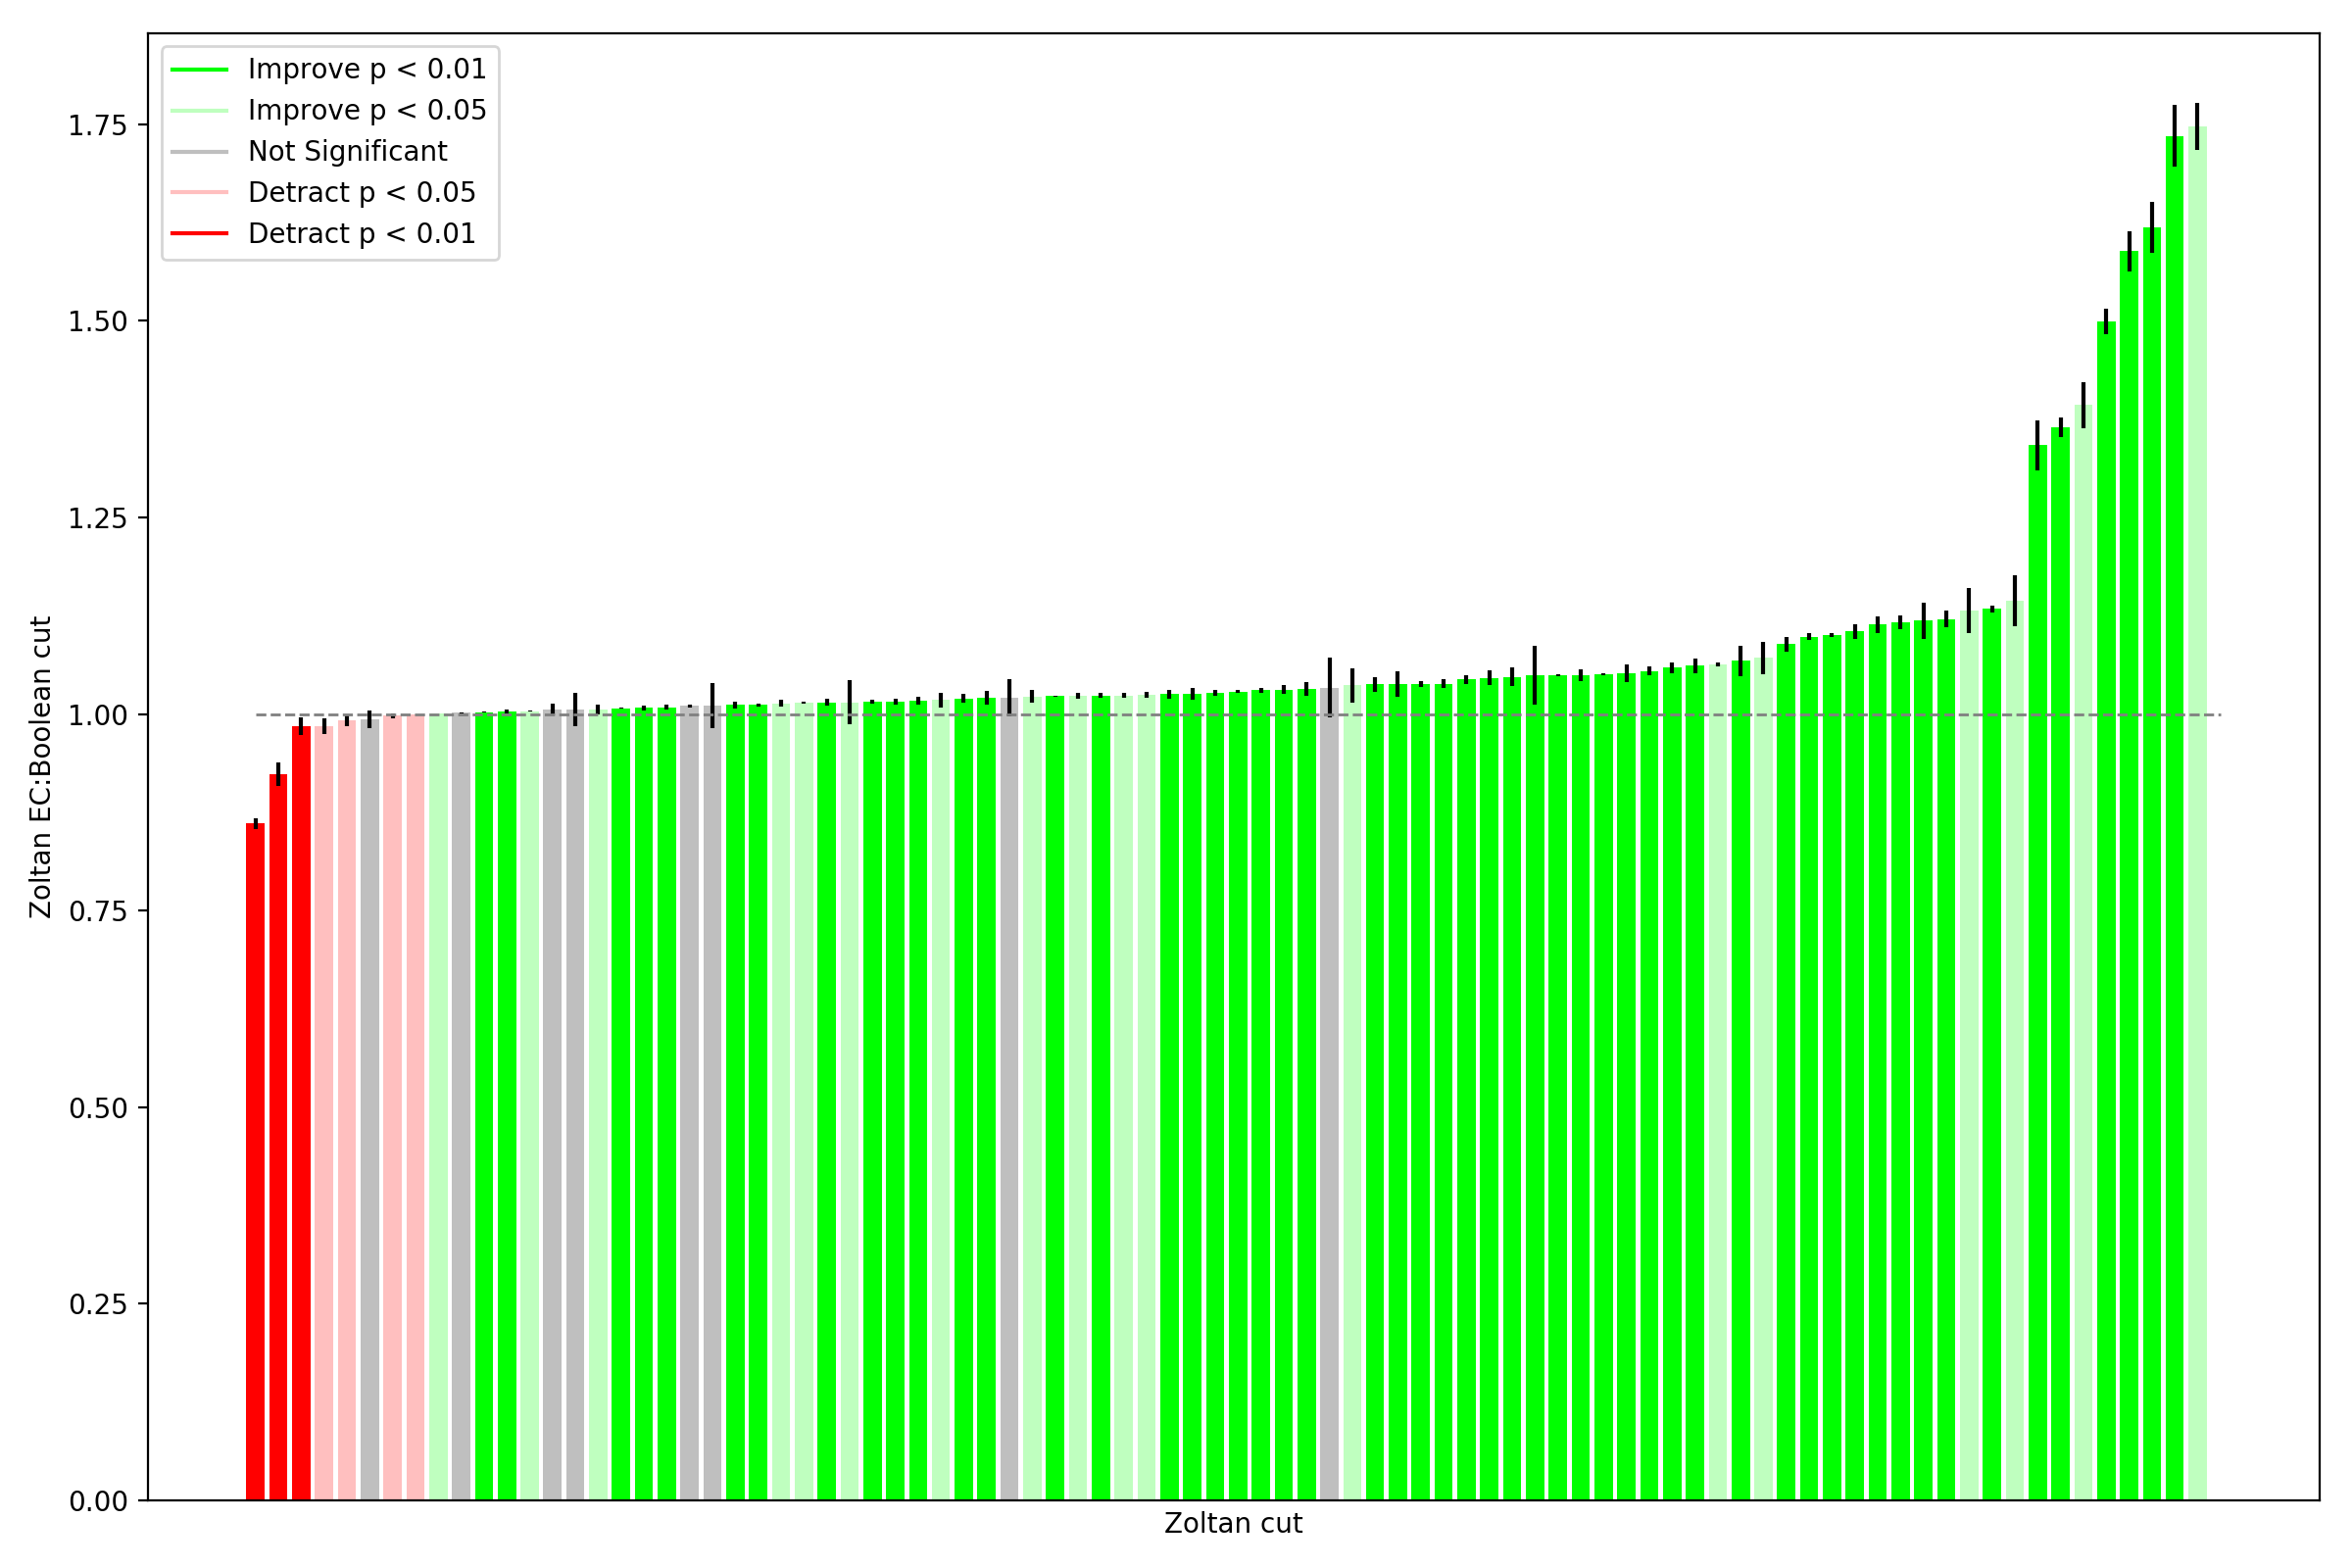 Improve p < 0.01
Improve p < 0.05
Not Significant
Detract p < 0.05
Detract p < 0.01
1.75
1.50
1.25
1.00
0.75
0.50
0.25
0.00
Zoltan EC:Boolean cut
Zoltan cut